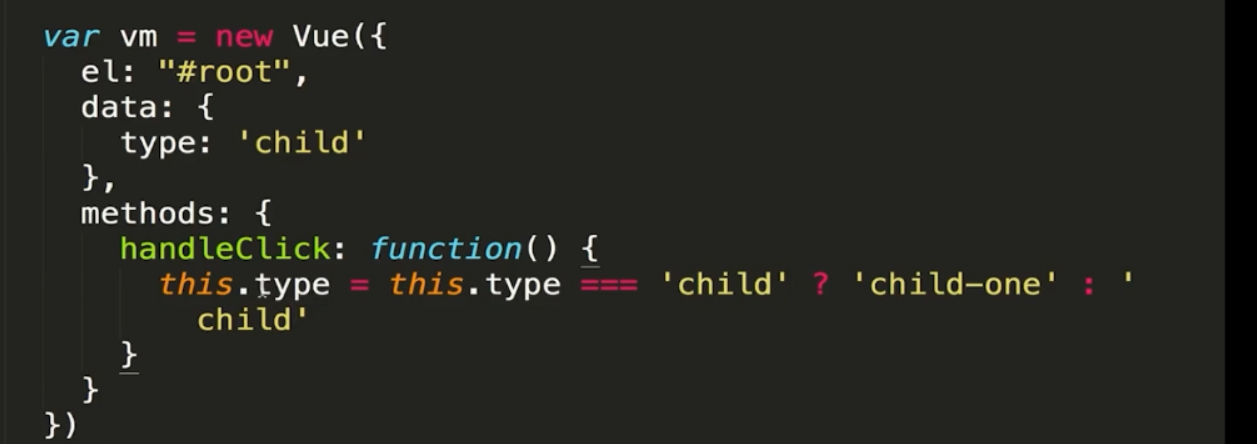 var vm = new Vue({
  el: "#root",
  data: {
    type: 'child'
  },
  methods: {
    handleClick: function() {
      this.type = this.type === 'child' ? 'child-one' : '
        child'
    }
  }
})